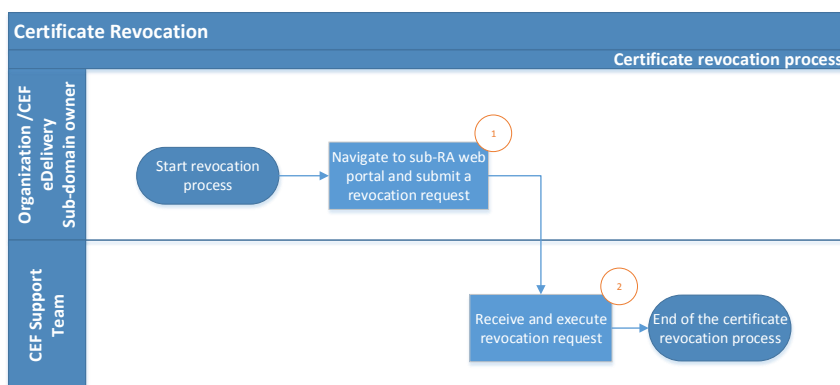 Certificate Revocation
Certificate revocation process
Organization /CEF
eDelivery
Sub-domain owner
Start revocation
process
1
Navigate to sub-RA web
portal and submit a
revocation request
CEF Support
Team
2
Receive and execute
revocation request
End of the certificate
revocation process